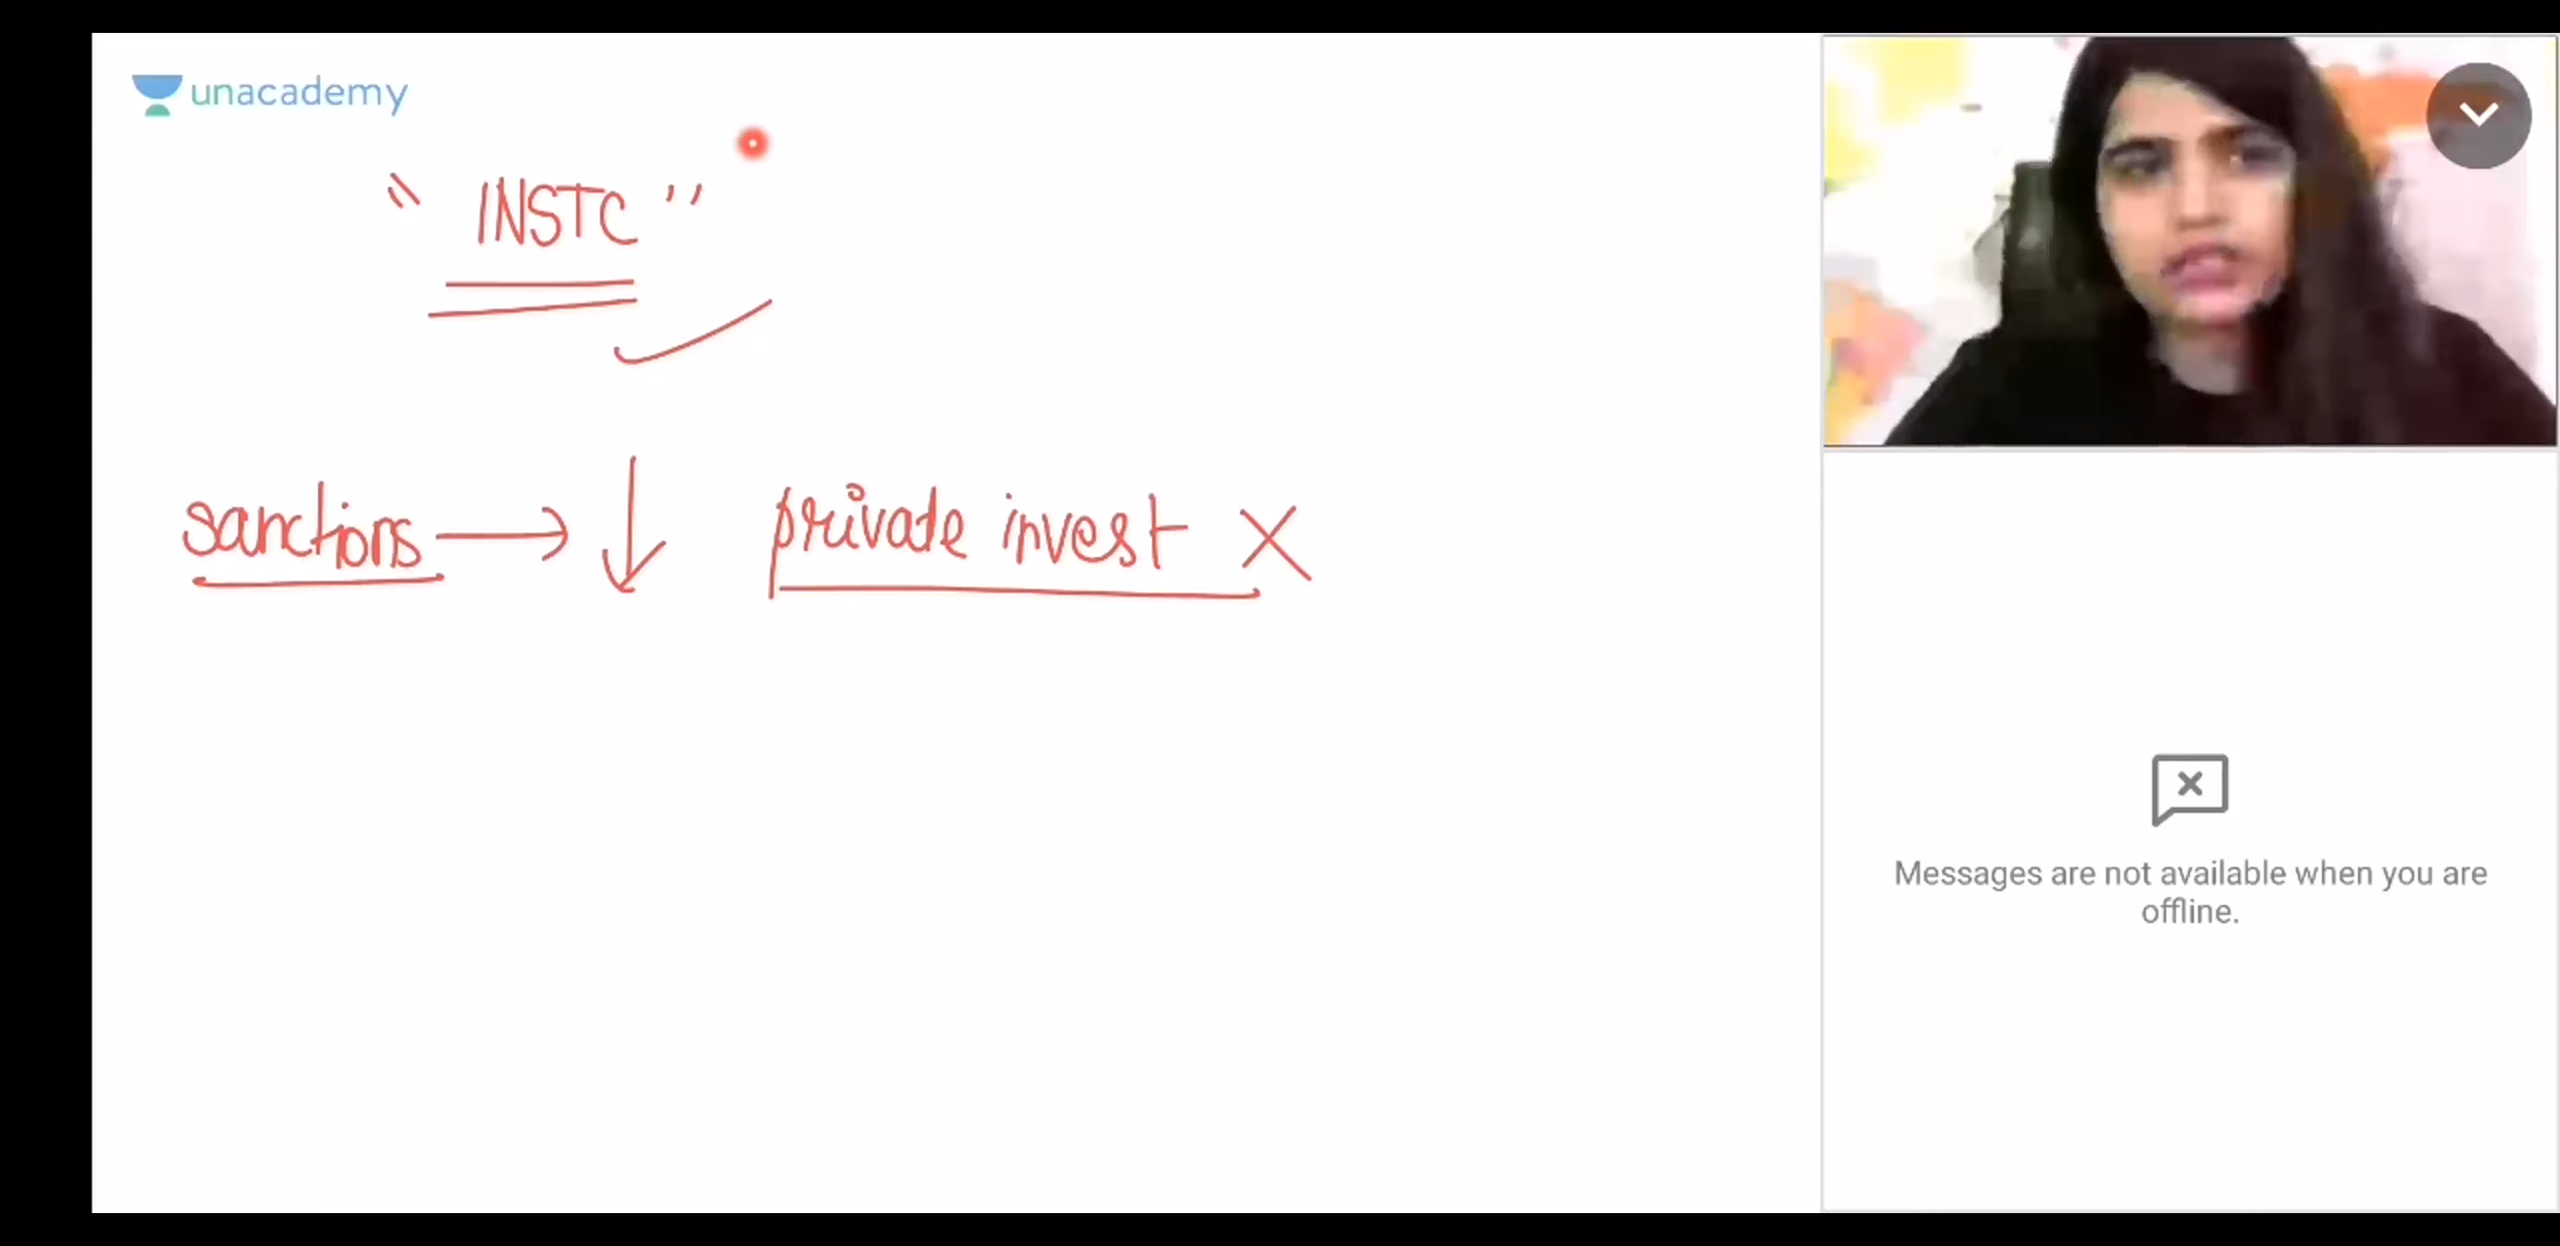 unacademy
" INSTC "
sanctions → ↓ private invest X
Messages are not available when you are
offline.